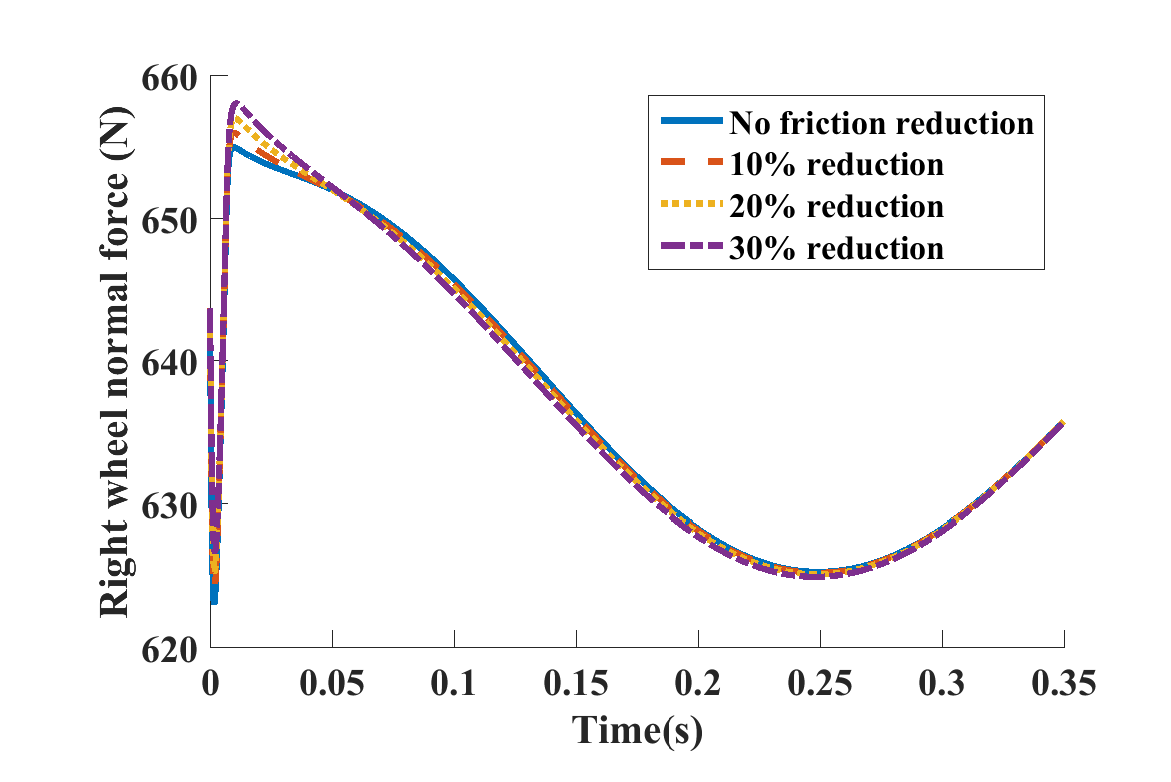 Right wheel normal force (N)
660
650
640
630
620
No friction reduction
10% reduction
20% reduction
30% reduction
0 0.05 0.1 0.15 0.2 0.25 0.3 0.35
Time(s)